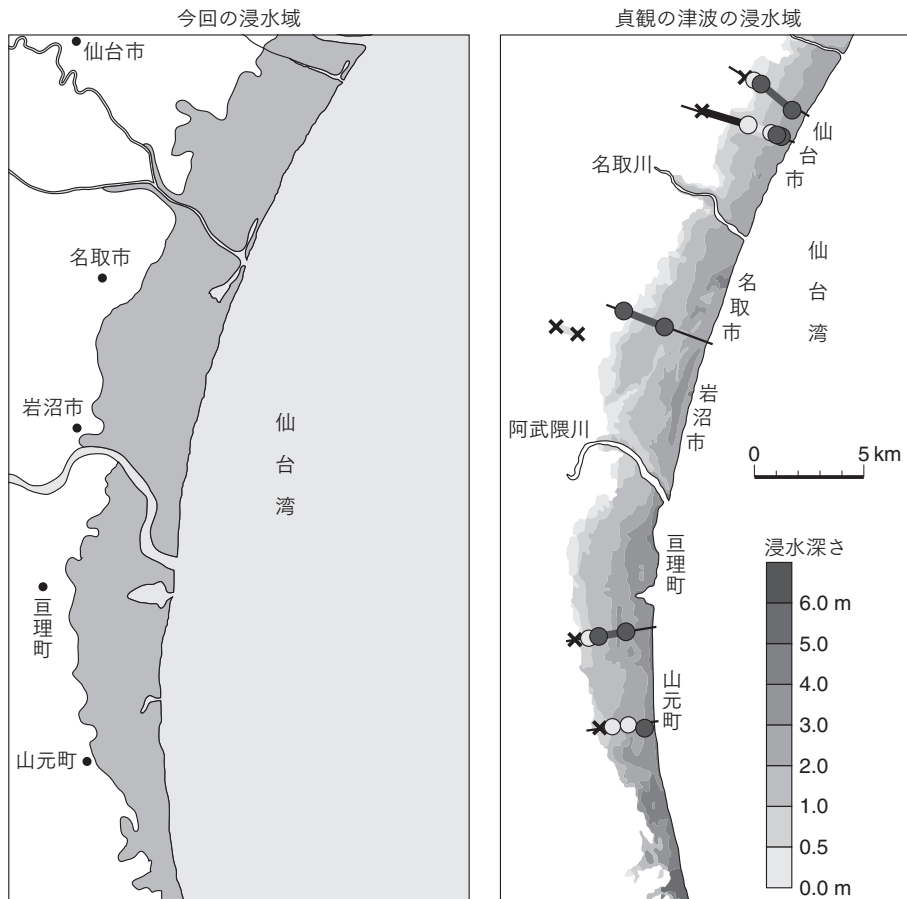 今回の浸水域
仙台市
名取市
岩沼市
亘理町
山元町
仙台湾
貞観の津波の浸水域
仙台市
名取川
仙台湾
名取市
岩沼市
阿武隈川
亘理町
山元町
0 5 km
浸水深さ
6.0 m
5.0
4.0
3.0
2.0
1.0
0.5
0.0 m